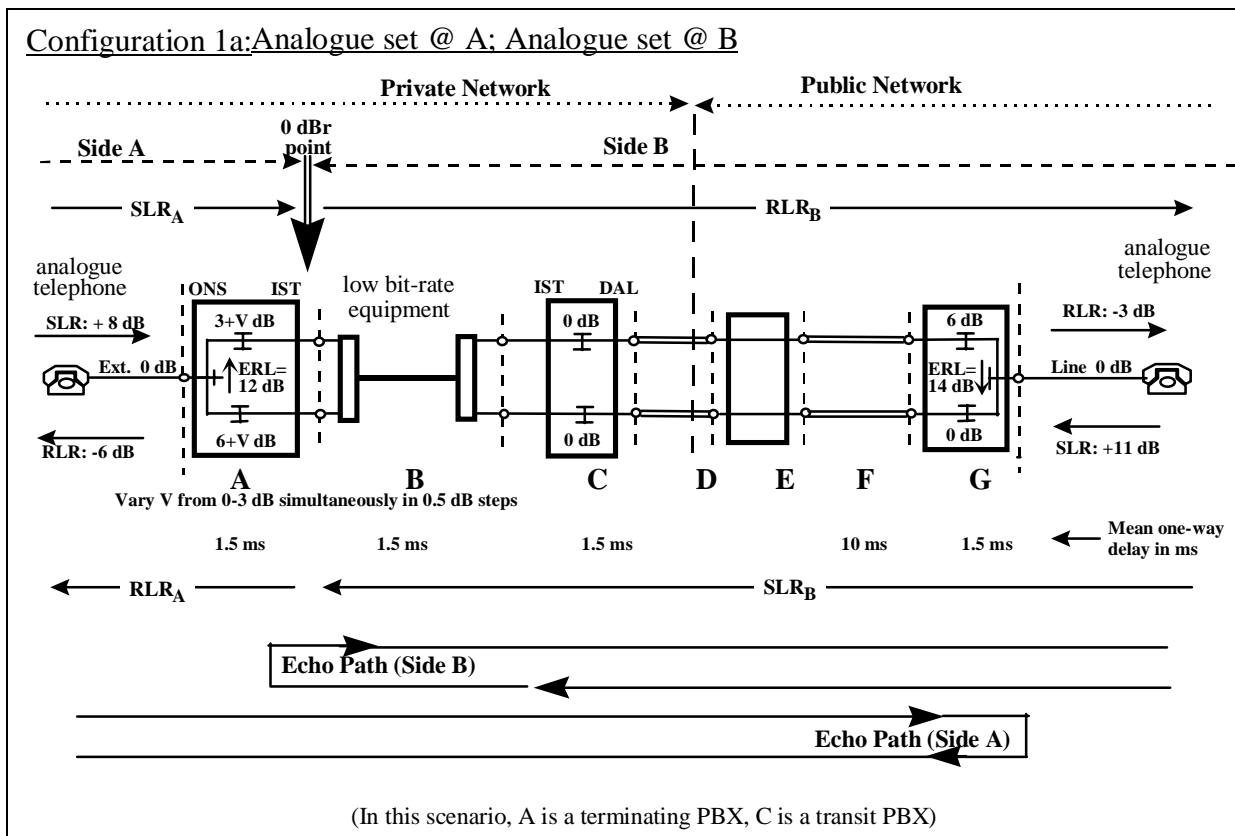 Configuration 1a: Analogue set @ A; Analogue set @ B
Private Network
Public Network
0 dBr
point
Side A
Side B
SLRA
RLRB
analogue
telephone
ONS IST
low bit-rate
equipment
IST DAL
analogue
telephone
SLR: + 8 dB
3+V dB
0 dB
6 dB
RLR: -3 dB
Ext. 0 dB
ERL=
12 dB
ERL=
14 dB
Line 0 dB
RLR: -6 dB
6+V dB
0 dB
0 dB
SLR: +11 dB
A B C D E F G
Vary V from 0-3 dB simultaneously in 0.5 dB steps
1.5 ms 1.5 ms 1.5 ms 10 ms 1.5 ms
Mean one-way
delay in ms
RLRA
SLRB
Echo Path (Side B)
Echo Path (Side A)
(In this scenario, A is a terminating PBX, C is a transit PBX)